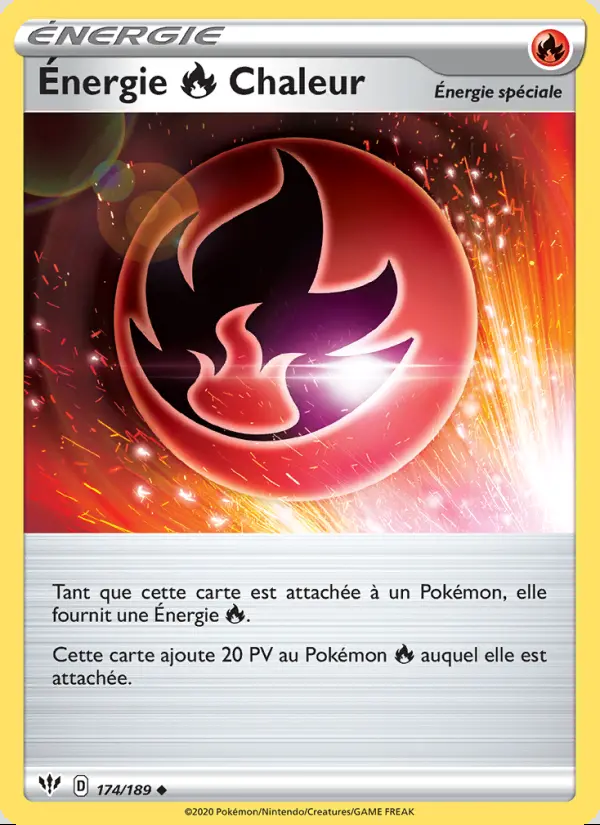 ÉNERGIE
Énergie Chaleur
Énergie spéciale
Tant que cette carte est attachée à un Pokémon, elle
fournit une Énergie .
Cette carte ajoute 20 PV au Pokémon auquel elle est
attachée.
D 174/189
©2020 Pokémon/Nintendo/Creatures/GAME FREAK